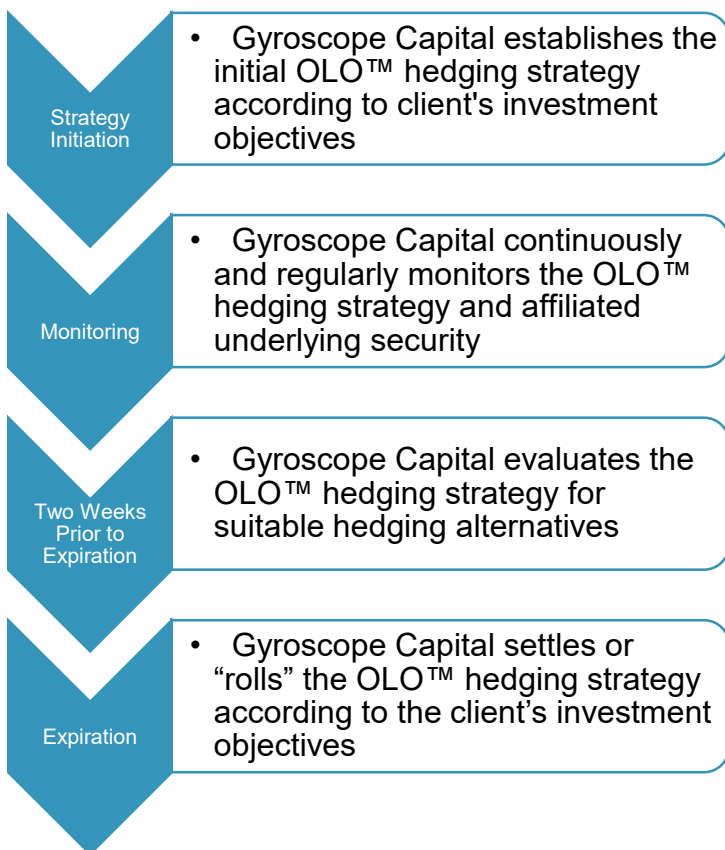 Strategy
Initiation
• Gyroscope Capital establishes the
initial OLO™ hedging strategy
according to client's investment
objectives
Monitoring
• Gyroscope Capital continuously
and regularly monitors the OLO™
hedging strategy and affiliated
underlying security
Two Weeks
Prior to
Expiration
• Gyroscope Capital evaluates the
OLO™ hedging strategy for
suitable hedging alternatives
Expiration
• Gyroscope Capital settles or
“rolls” the OLO™ hedging strategy
according to the client’s investment
objectives